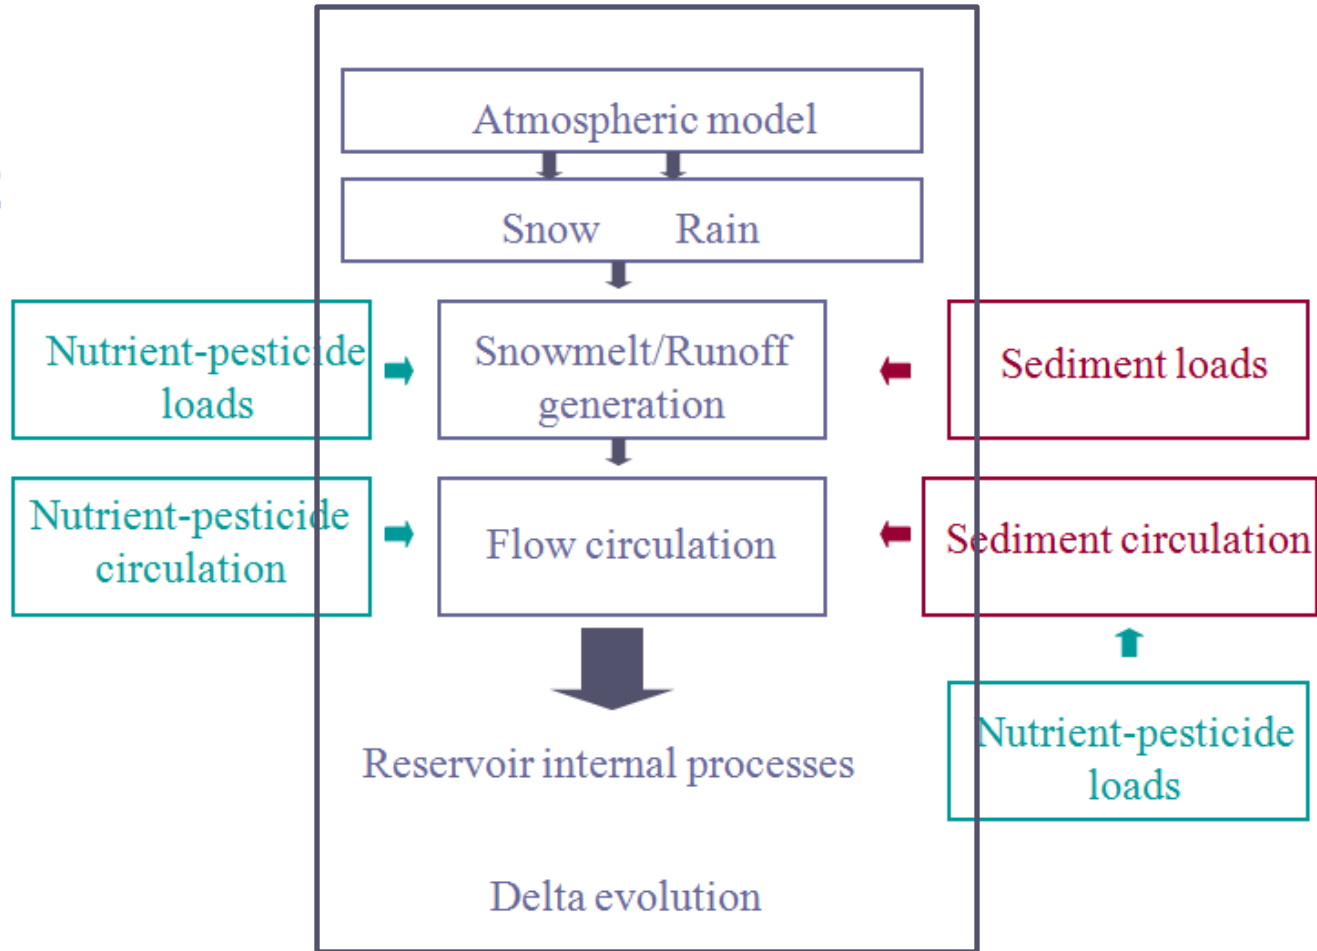 Atmospheric model
Snow Rain
Nutrient-pesticide
loads
Snowmelt/Runoff
generation
Sediment loads
Nutrient-pesticide
circulation
Flow circulation
Sediment circulation
Reservoir internal processes
Nutrient-pesticide
loads
Delta evolution